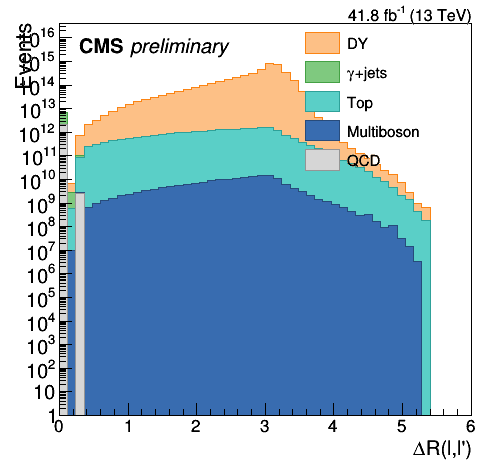 41.8 fb⁻¹ (13 TeV)
Events
CMS preliminary
DY
γ+jets
Top
Multiboson
QCD
10¹⁶
10¹⁵
10¹⁴
10¹³
10¹²
10¹¹
10¹⁰
10⁹
10⁸
10⁷
10⁶
10⁵
10⁴
10³
10²
10
1
0 1 2 3 4 5 6
ΔR(l,l')